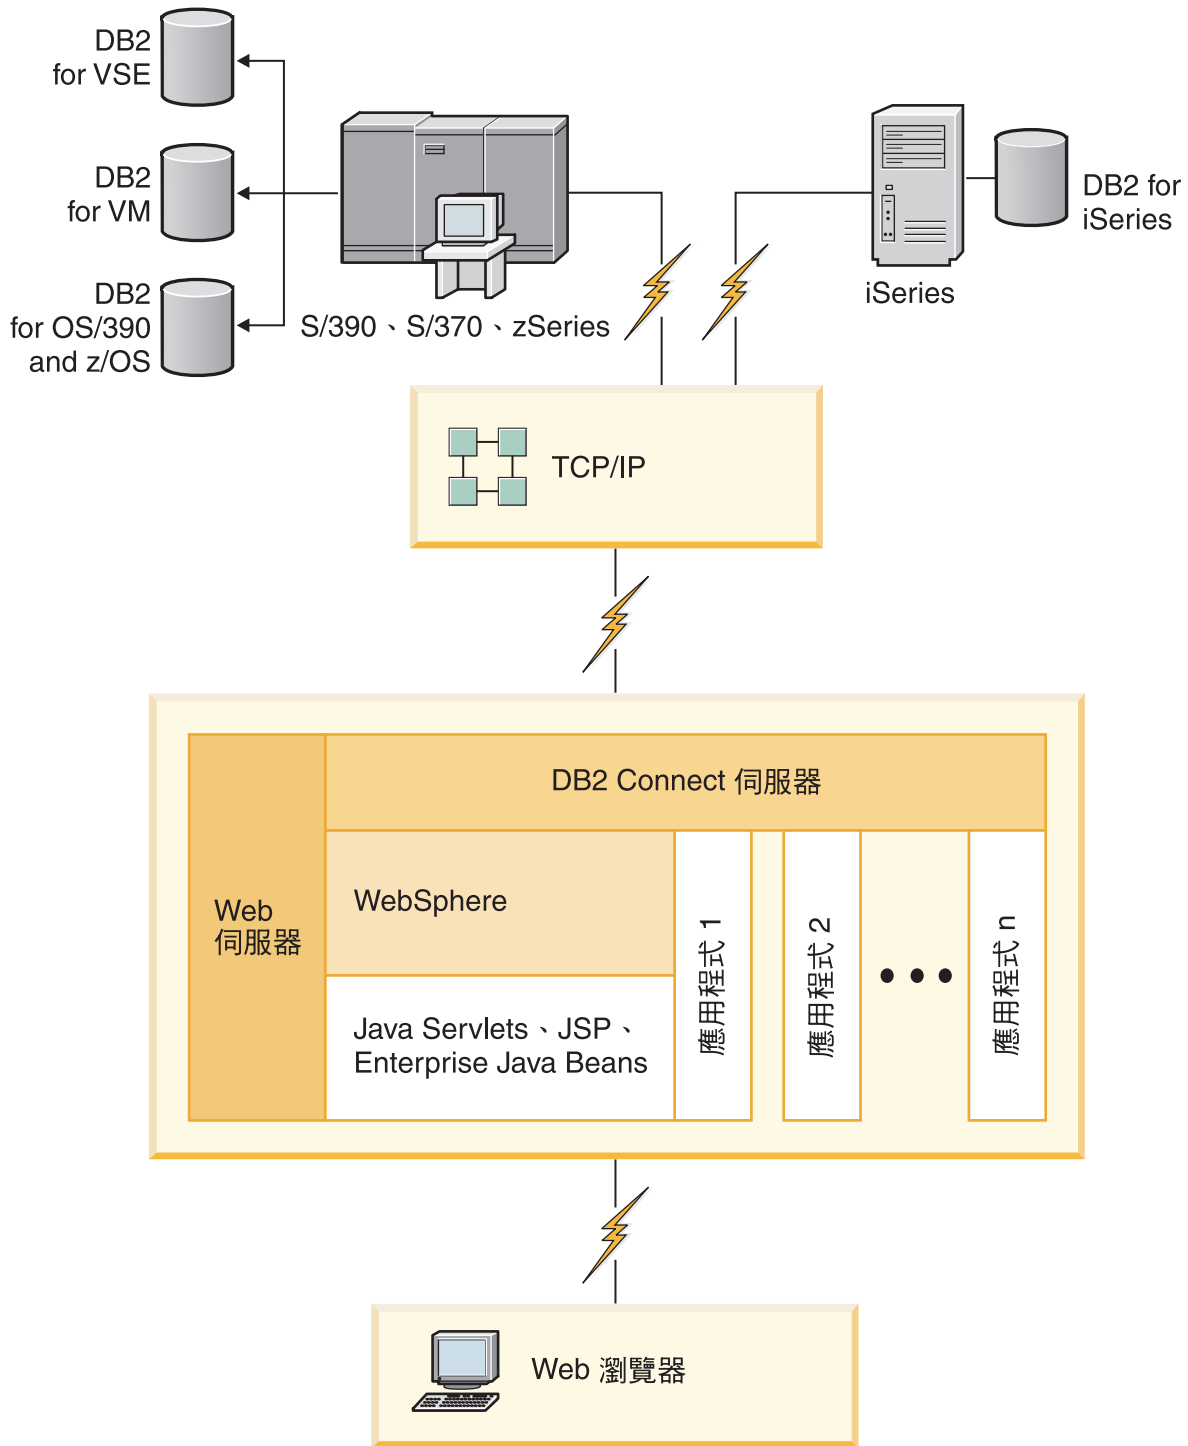 DB2
for VSE
DB2
for VM
DB2
for OS/390
and z/OS
S/390、S/370、zSeries
iSeries
DB2 for
iSeries
TCP/IP
DB2 Connect 伺服器
Web
伺服器
WebSphere
Java Servlets、JSP、
Enterprise Java Beans
應用程式 1
應用程式 2
應用程式 n
Web 瀏覽器